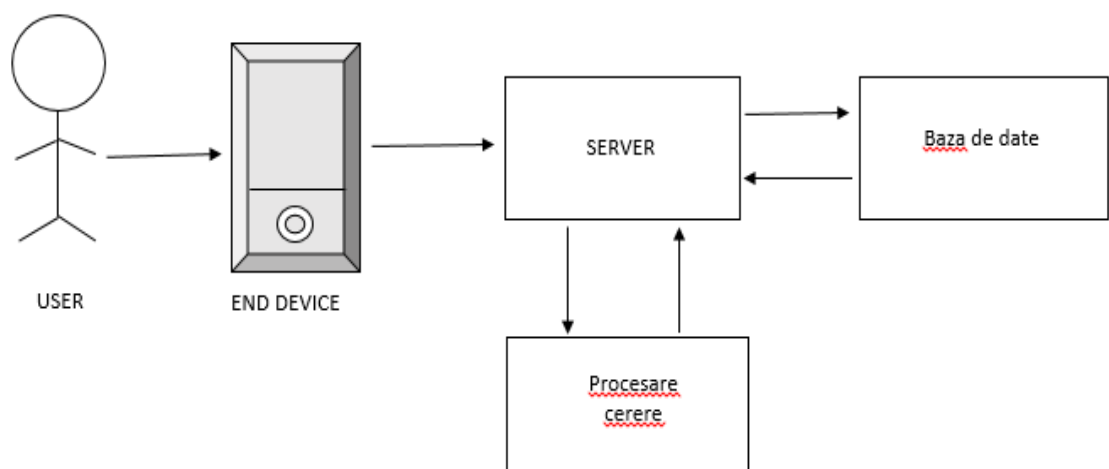 USER
END DEVICE
SERVER
Baza de date
Procesare
cerere